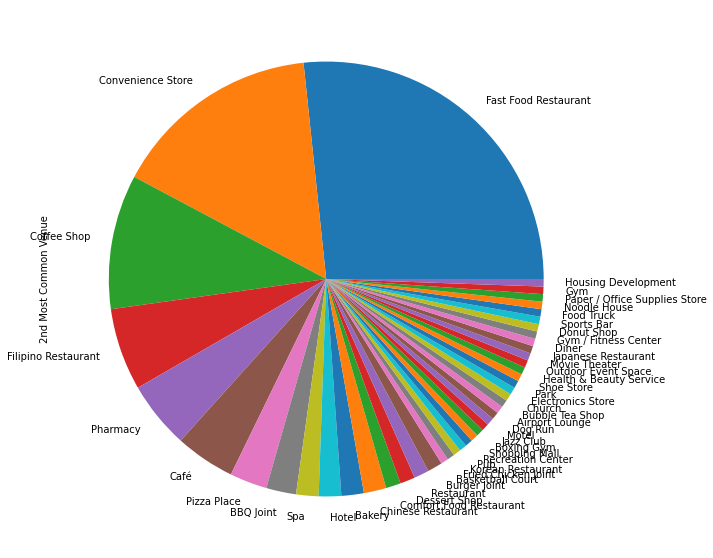 Fast Food Restaurant
Convenience Store
Coffee Shop
2nd Most Common Venue
Filipino Restaurant
Pharmacy
Café
Pizza Place
BBQ Joint
Spa
Hotel
Bakery
Chinese Restaurant
Comfort Food Restaurant
Dessert Shop
Restaurant
Burger Joint
Basketball Court
Fried Chicken Joint
Korean Restaurant
Pub
Recreation Center
Shopping Mall
Boxing Gym
Jazz Club
Motel
Dog Run
Airport Lounge
Bubble Tea Shop
Church
Electronics Store
Park
Shoe Store
Health & Beauty Service
Outdoor Event Space
Movie Theater
Japanese Restaurant
Diner
Gym / Fitness Center
Donut Shop
Sports Bar
Food Truck
Noodle House
Paper / Office Supplies Store
Gym
Housing Development